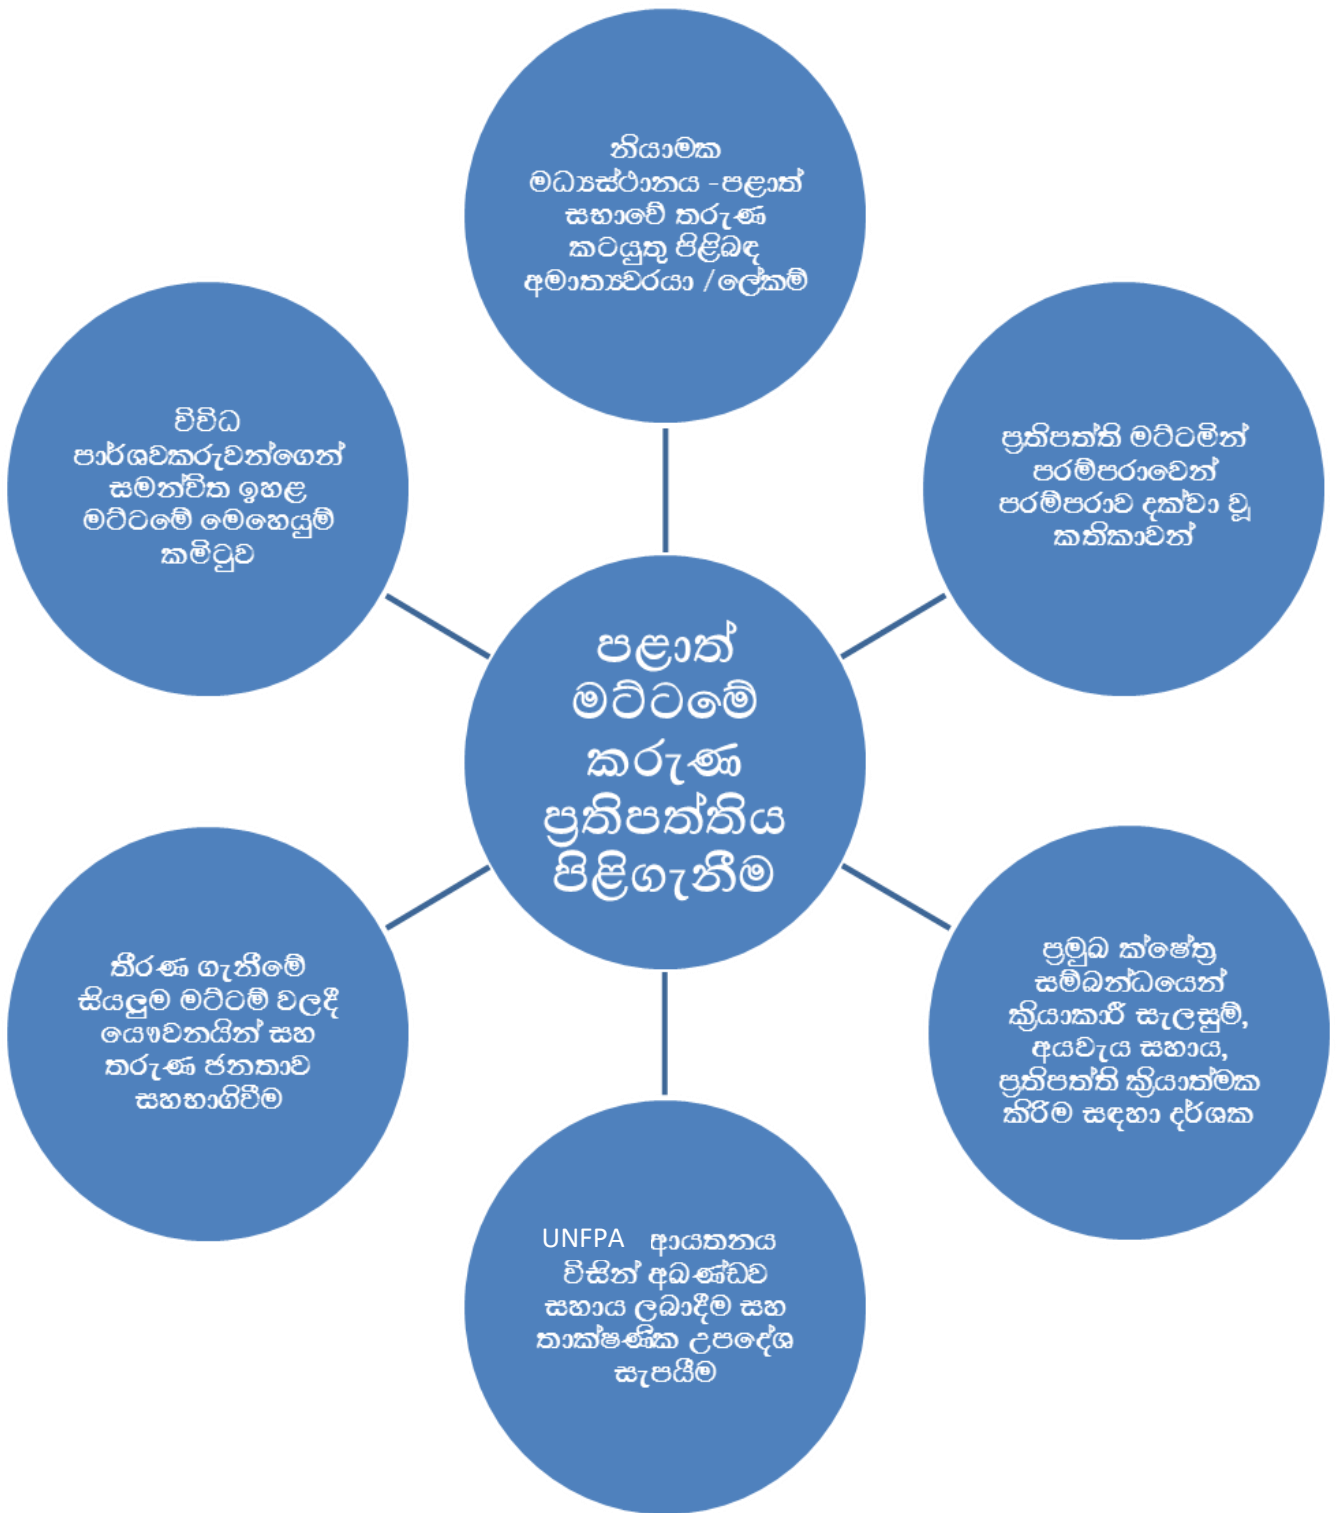 නියාමක
මධ්‍යස්ථානය -පළාත්
සභාවේ තරුණ
කටයුතු පිළිබඳ
අමාත්‍යවරයා /ලේකම්
ප්‍රතිපත්ති මට්ටමින්
පරම්පරාවෙන්
පරම්පරාව දක්වා වූ
කතිකාවන්
ප්‍රමුඛ ක්ෂේත්‍ර
සම්බන්ධයෙන්
ක්‍රියාකාරී සැලසුම්,
අයවැය සහාය,
ප්‍රතිපත්ති ක්‍රියාත්මක
කිරීම සඳහා දර්ශක
UNFPA ආයතනය
විසින් අඛණ්ඩව
සහාය ලබාදීම සහ
තාක්ෂණික උපදේශ
සැපයීම
තීරණ ගැනීමේ
සියලුම මට්ටම් වලදී
යෞවනයින් සහ
තරුණ ජනතාව
සහභාගිවීම
විවිධ
පාර්ශවකරුවන්ගෙන්
සමන්විත ඉහළ
මට්ටමේ මෙහෙයුම්
කමිටුව
පළාත්
මට්ටමේ
කරුණ
ප්‍රතිපත්තිය
පිළිගැනීම